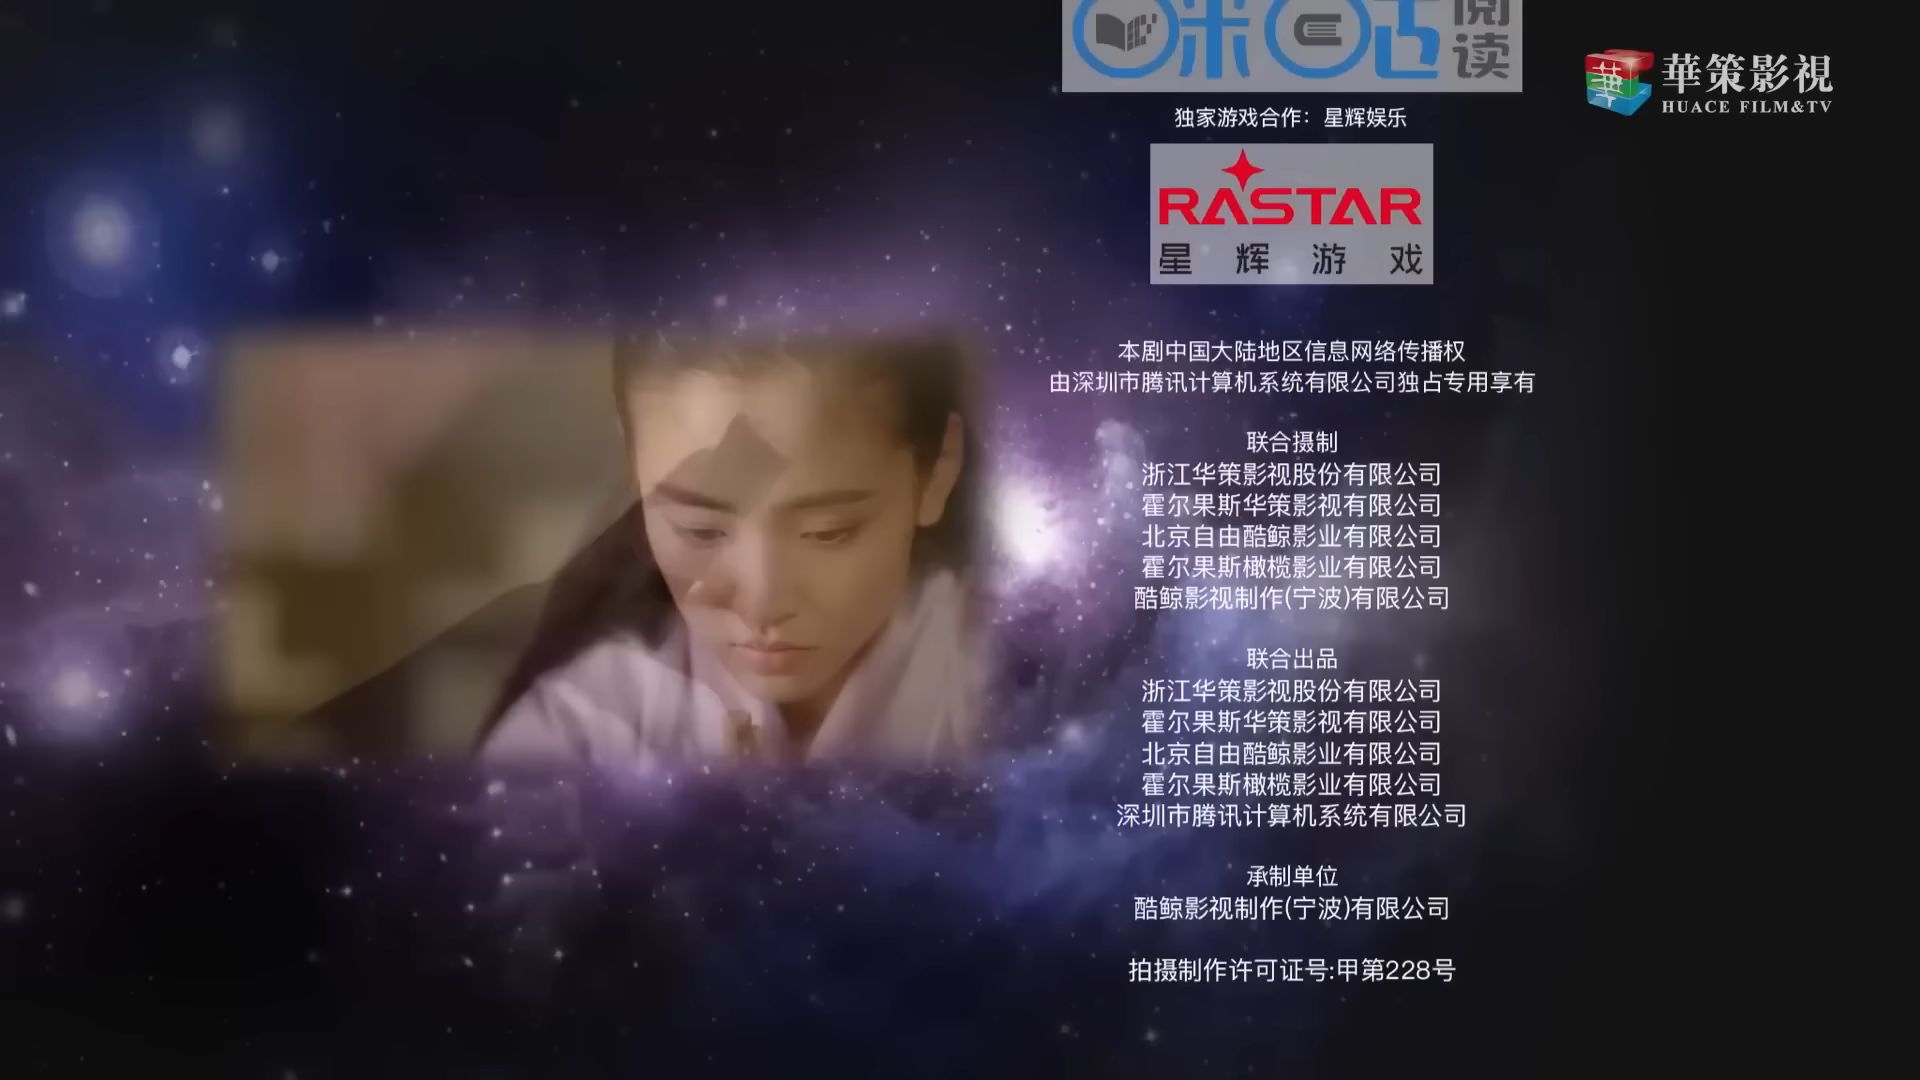 咪咕阅读
華策影視
HUACE FILM&TV
独家游戏合作：星辉娱乐
RASTAR
星辉游戏
本剧中国大陆地区信息网络传播权
由深圳市腾讯计算机系统有限公司独占专用享有
联合摄制
浙江华策影视股份有限公司
霍尔果斯华策影视有限公司
北京自由酷鲸影业有限公司
霍尔果斯橄榄影业有限公司
酷鲸影视制作(宁波)有限公司
联合出品
浙江华策影视股份有限公司
霍尔果斯华策影视有限公司
北京自由酷鲸影业有限公司
霍尔果斯橄榄影业有限公司
深圳市腾讯计算机系统有限公司
承制单位
酷鲸影视制作(宁波)有限公司
拍摄制作许可证号:甲第228号